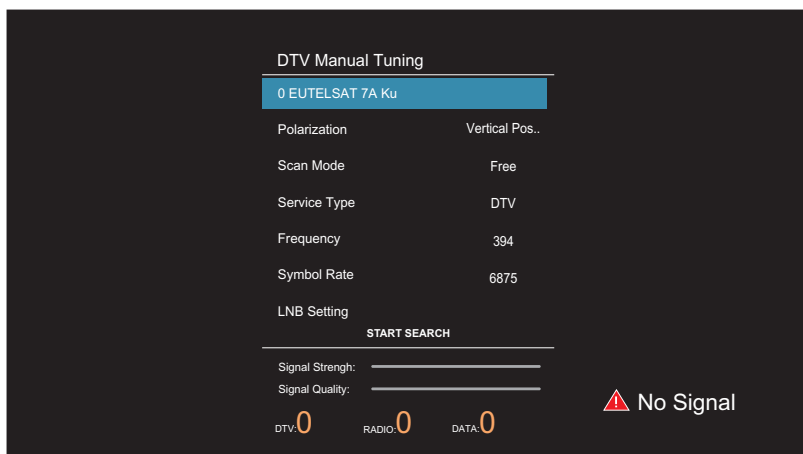 DTV Manual Tuning
0 EUTELSAT 7A Ku
Polarization Vertical Pos..
Scan Mode Free
Service Type DTV
Frequency 394
Symbol Rate 6875
LNB Setting
START SEARCH
Signal Strengh:
Signal Quality:
DTV:0 RADIO:0 DATA:0
No Signal